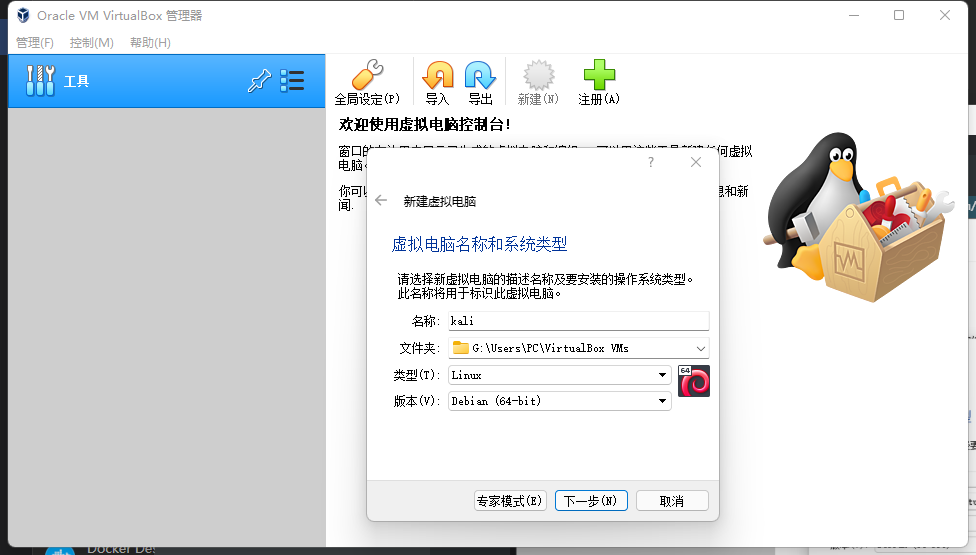 Oracle VM VirtualBox 管理器
管理(F) 控制(M) 帮助(H)
工具
全局设定(P) 导入 导出 新建(N) 注册(A)
欢迎使用虚拟电脑控制台!
窗口的
何虚拟
电脑。
你可以
息和新
闻.
?
新建虚拟电脑
虚拟电脑名称和系统类型
请选择新虚拟电脑的描述名称及要安装的操作系统类型。
此名称将用于标识此虚拟电脑。
名称: kali
文件夹: G:\Users\PC\VirtualBox VMs
类型(T): Linux
64
版本(V): Debian (64-bit)
专家模式(E) 下一步(N) 取消
Docker Des